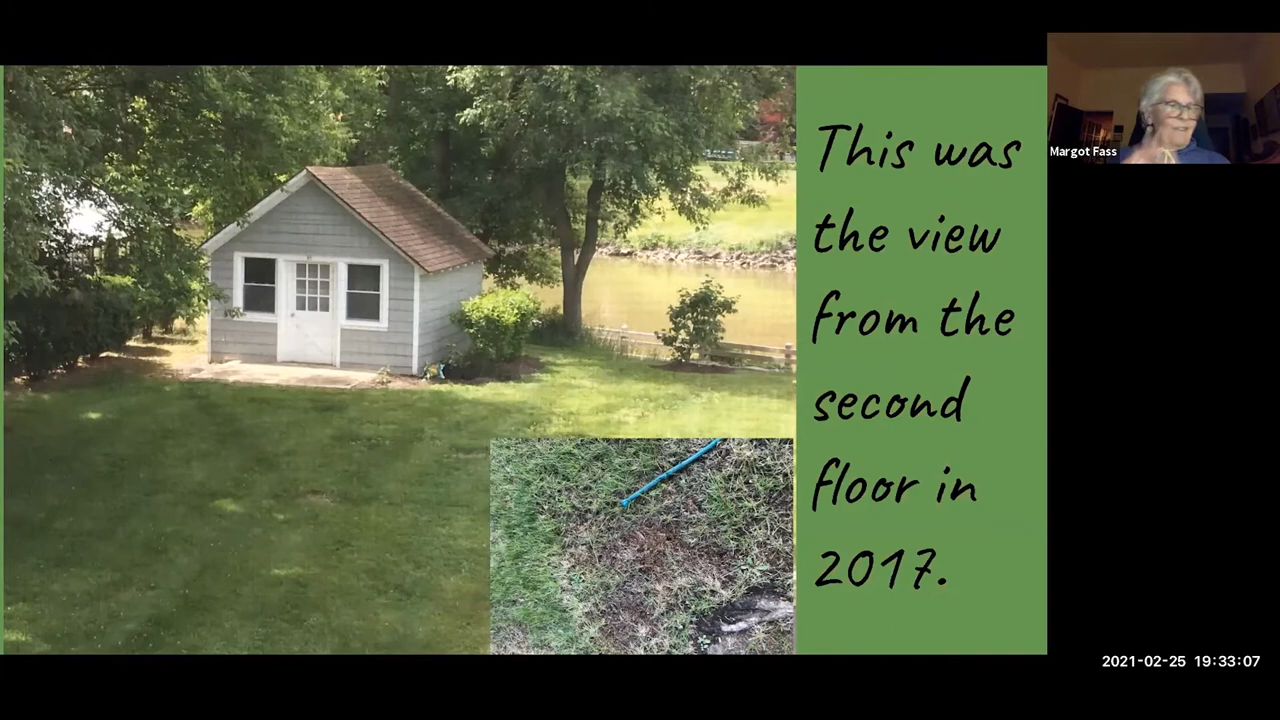 This was
the view
from the
second
floor in
2017.
Margot Fass
2021-02-25 19:33:07